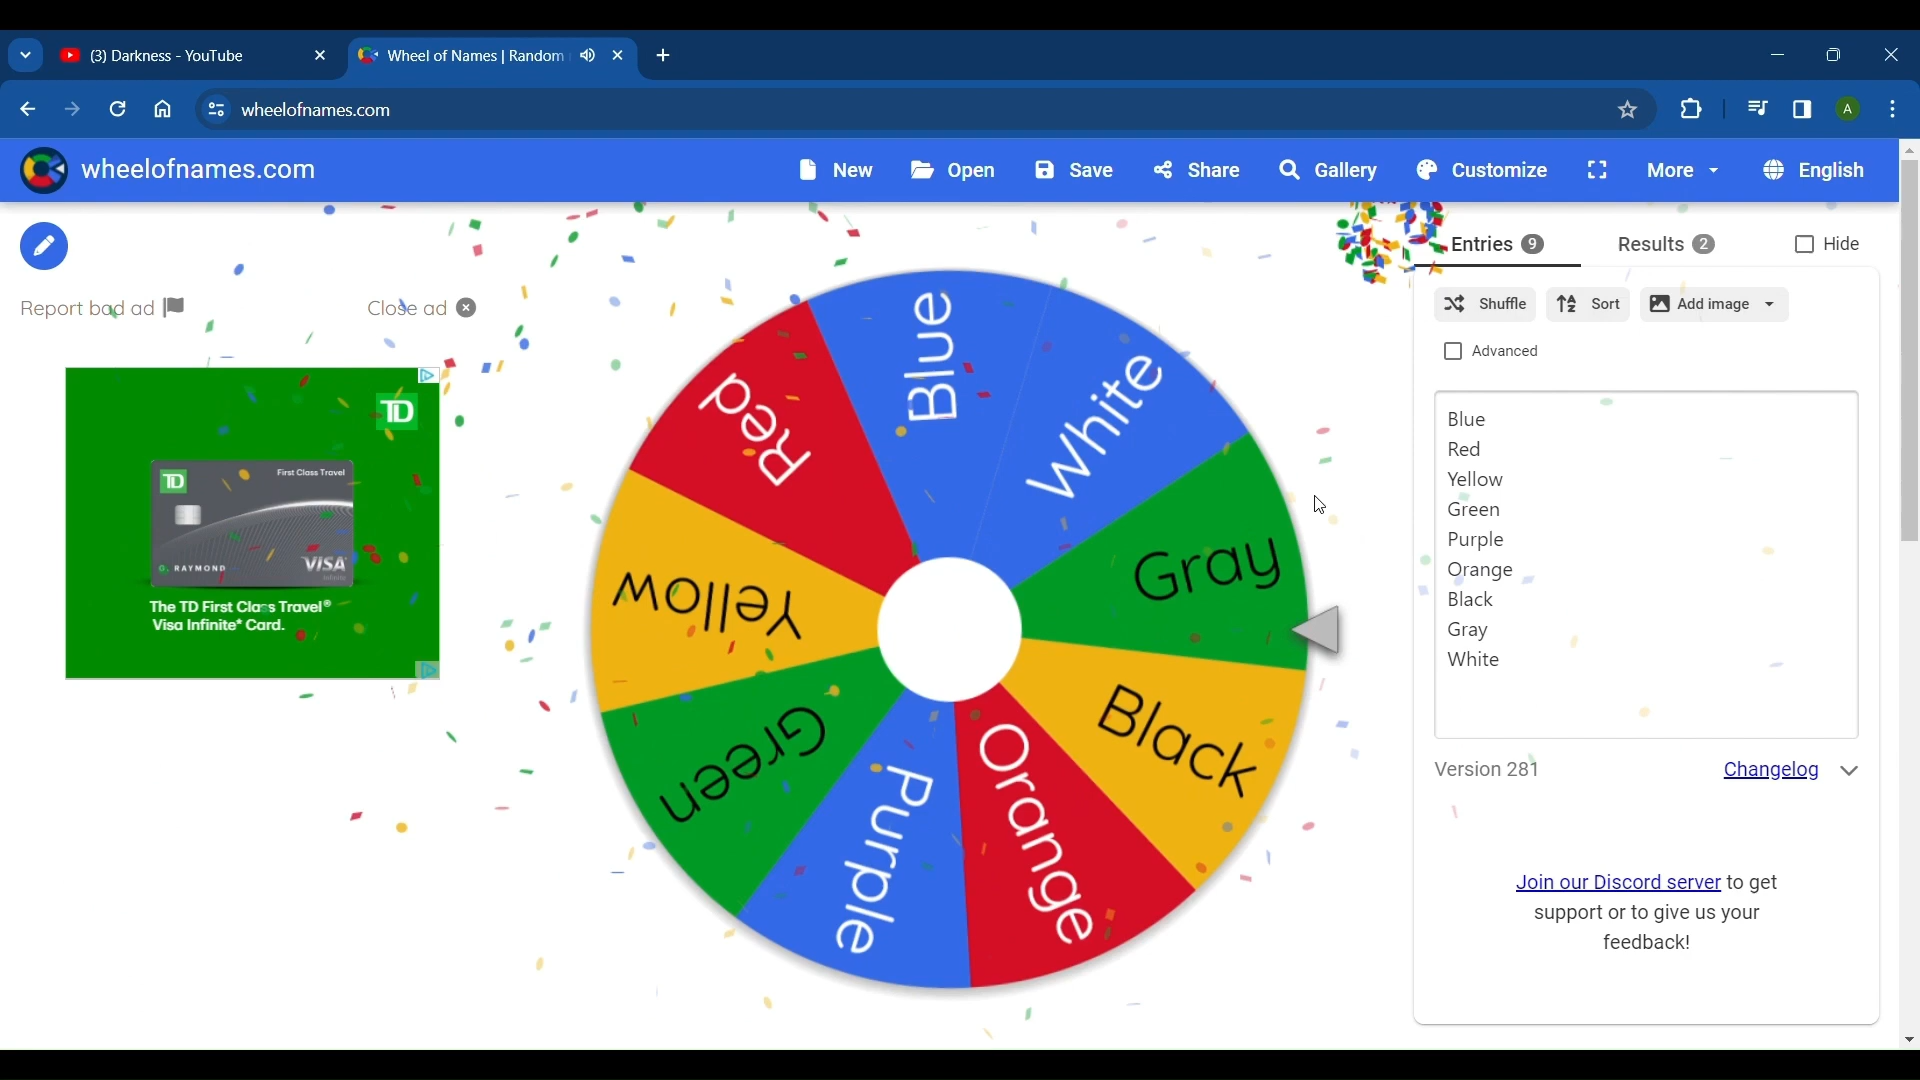 (3) Darkness - YouTube
Wheel of Names | Random
wheelofnames.com
A
wheelofnames.com
New
Open
Save
Share
Gallery
Customize
More
English
Entries 9
Results 2
Hide
Report bad ad
Close ad
Shuffle
Sort
Add image
Advanced
TD
TD
First Class Travel
G. RAYMOND
VISA
Infinite
The TD First Class Travel®
Visa Infinite* Card.
Blue
White
Gray
Black
Orange
Purple
Green
Yellow
Red
Blue
Red
Yellow
Green
Purple
Orange
Black
Gray
White
Version 281
Changelog
Join our Discord server to get
support or to give us your
feedback!